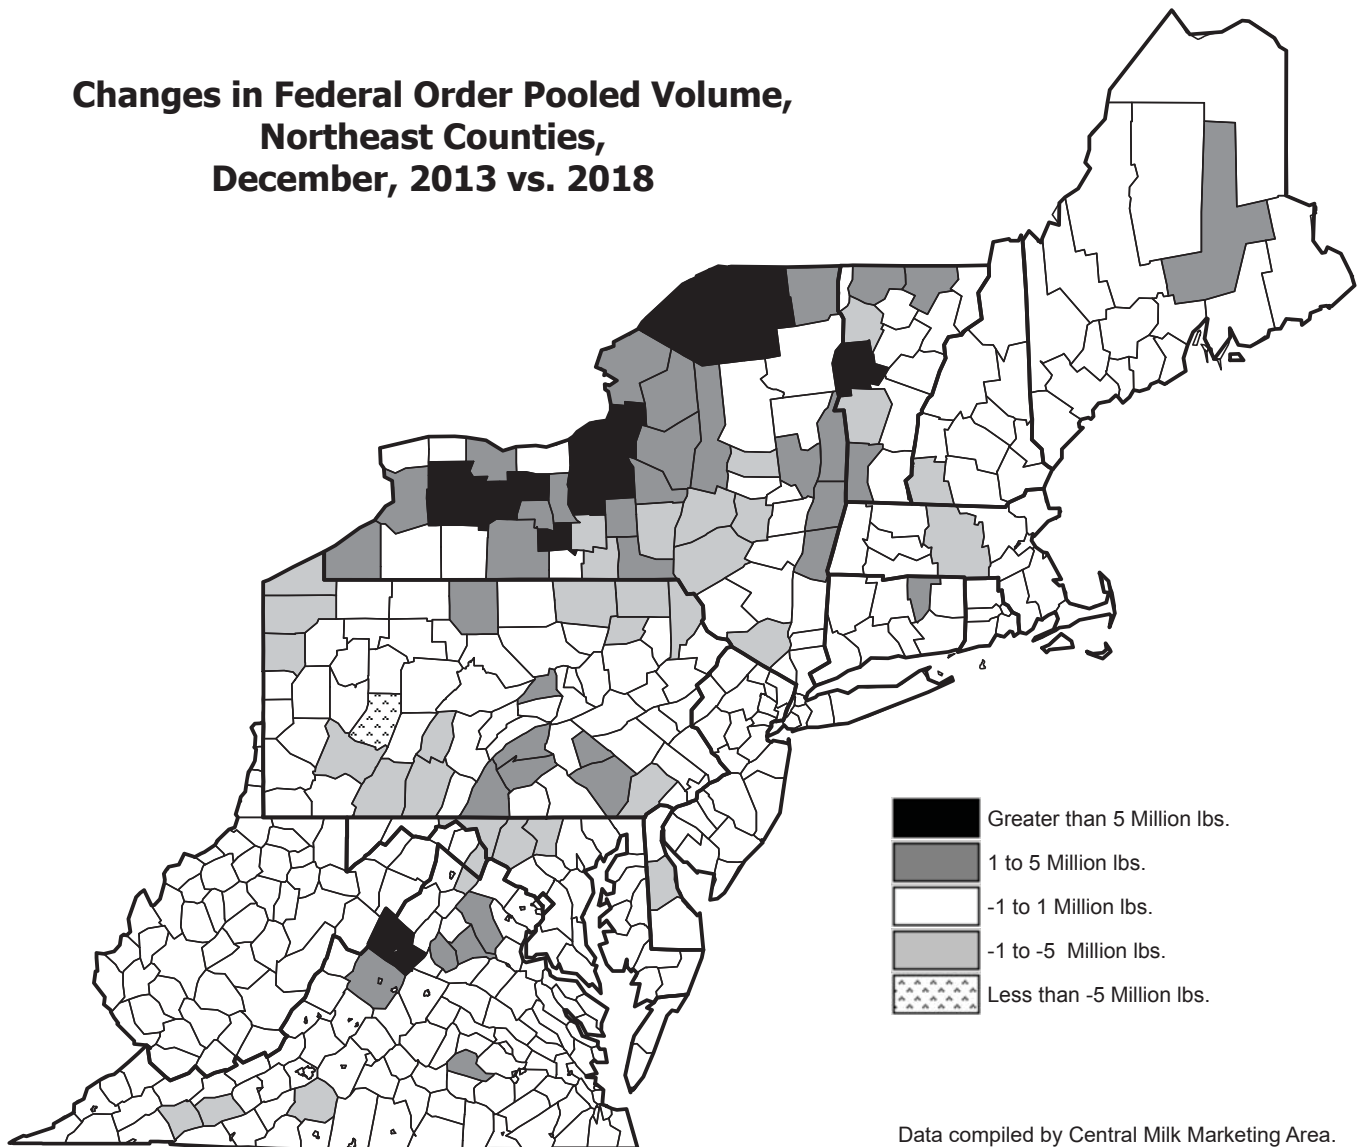 Changes in Federal Order Pooled Volume,
Northeast Counties,
December, 2013 vs. 2018
Greater than 5 Million lbs.
1 to 5 Million lbs.
-1 to 1 Million lbs.
-1 to -5 Million lbs.
Less than -5 Million lbs.
Data compiled by Central Milk Marketing Area.